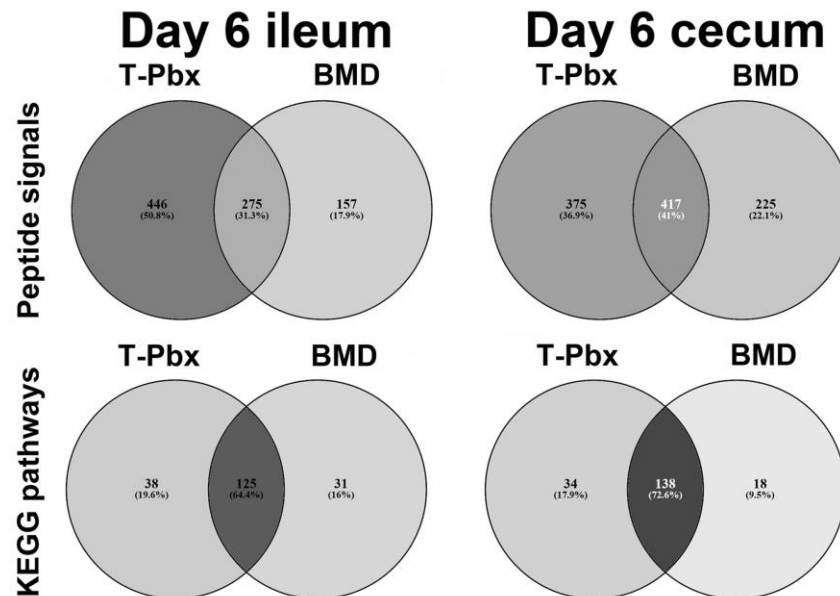 Day 6 ileum
Day 6 cecum
T-Pbx
BMD
T-Pbx
BMD
Peptide signals
446
(50.8%)
275
(31.3%)
157
(17.9%)
375
(36.9%)
417
(41%)
225
(22.1%)
T-Pbx
BMD
T-Pbx
BMD
KEGG pathways
38
(19.6%)
125
(64.4%)
31
(16%)
34
(17.9%)
138
(72.6%)
18
(9.5%)